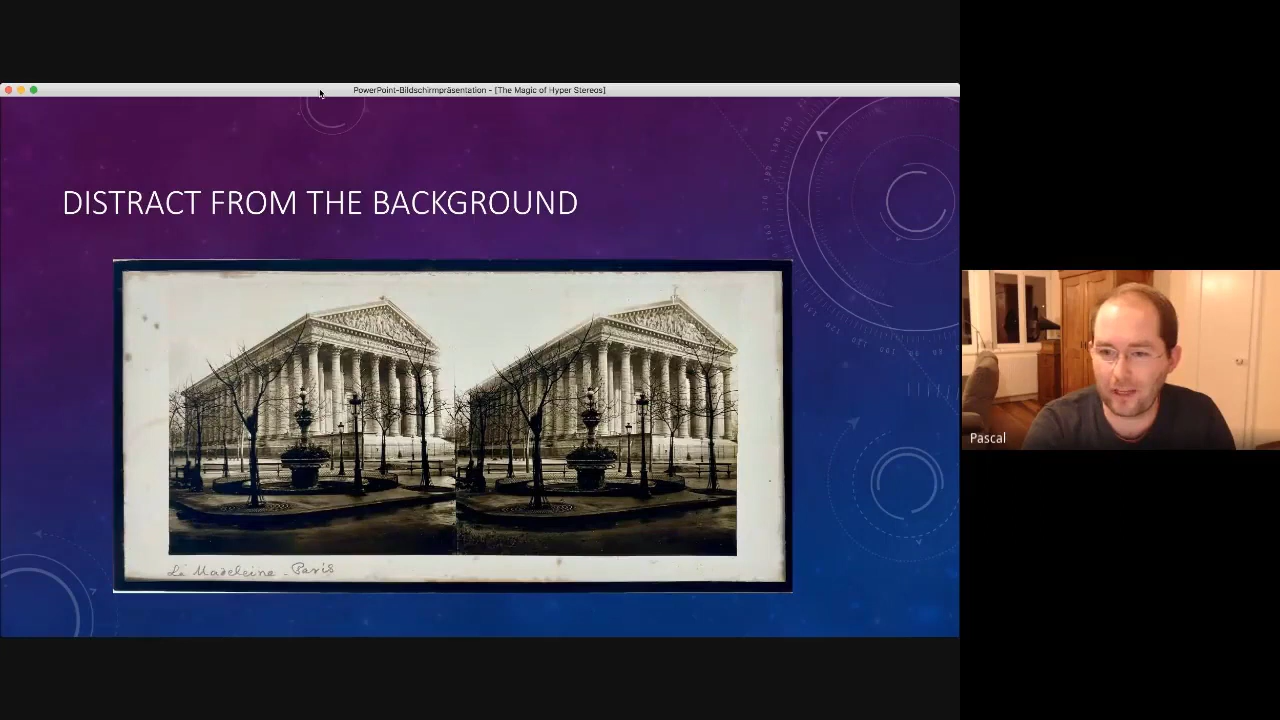 PowerPoint-Bildschirmpräsentation - [The Magic of Hyper Stereos]
DISTRACT FROM THE BACKGROUND
La Madeleine - Paris
Pascal